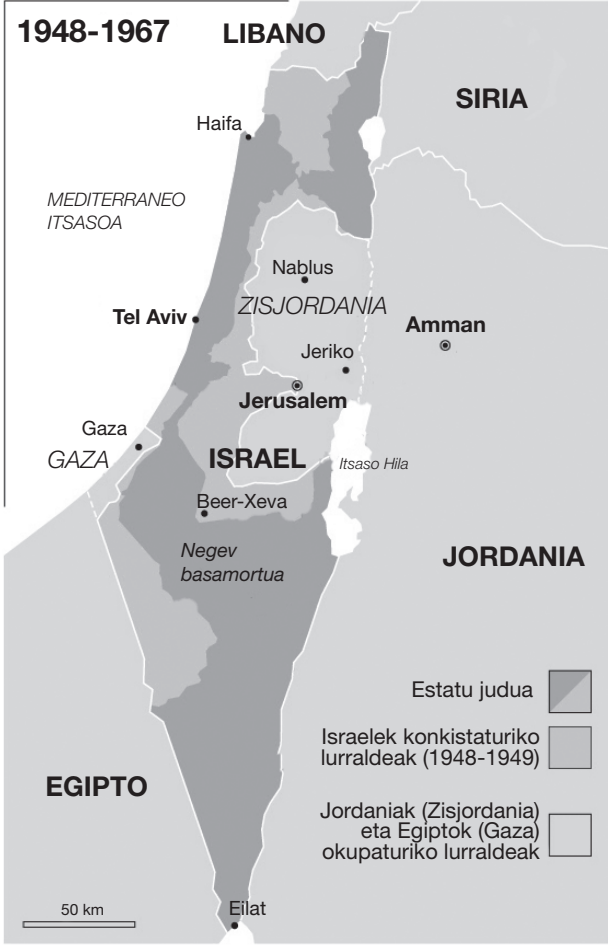 1948-1967
LIBANO
SIRIA
Haifa
MEDITERRANEO
ITSASOA
Nablus
ZISJORDANIA
Tel Aviv
Amman
Jeriko
Jerusalem
Gaza
GAZA
ISRAEL
Itsaso Hila
Beer-Xeva
Negev
basamortua
JORDANIA
Estatu judua
Israelek konkistaturiko
lurraldeak (1948-1949)
EGIPTO
Jordaniak (Zisjordania)
eta Egiptok (Gaza)
okupaturiko lurraldeak
50 km
Eilat